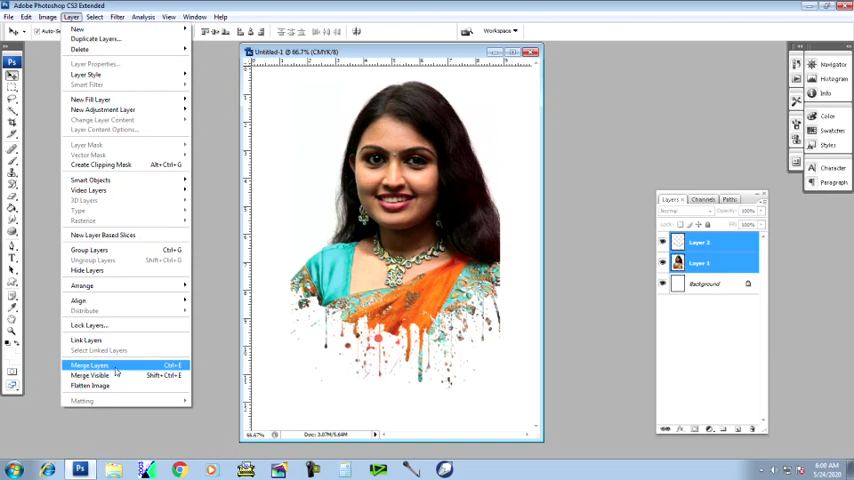 Adobe Photoshop CS3 Extended
File Edit Image Layer Select Filter Analysis View Window Help
Workspace
New
Duplicate Layers...
Delete
Layer Properties...
Layer Style
Smart Filter
New Fill Layer
New Adjustment Layer
Change Layer Content
Layer Content Options...
Layer Mask
Vector Mask
Create Clipping Mask Alt+Ctrl+G
Smart Objects
Video Layers
3D Layers
Type
Rasterize
New Layer Based Slices
Group Layers Ctrl+G
Ungroup Layers
Hide Layers
Arrange
Align
Distribute
Lock Layers...
Link Layers
Select Linked Layers
Merge Layers Ctrl+E
Merge Visible Shift+Ctrl+E
Flatten Image
Matting
Untitled-1 @ 66.7% (CMYK/8)
66.67% Doc: 3.07M/5.64M
Navigator
Histogram
Info
Color
Swatches
Styles
Character
Paragraph
Layers Channels Paths
Normal Opacity: 100%
Lock: Fill: 100%
Layer 2
Layer 1
Background
Ps
6:00 AM
5/24/2020